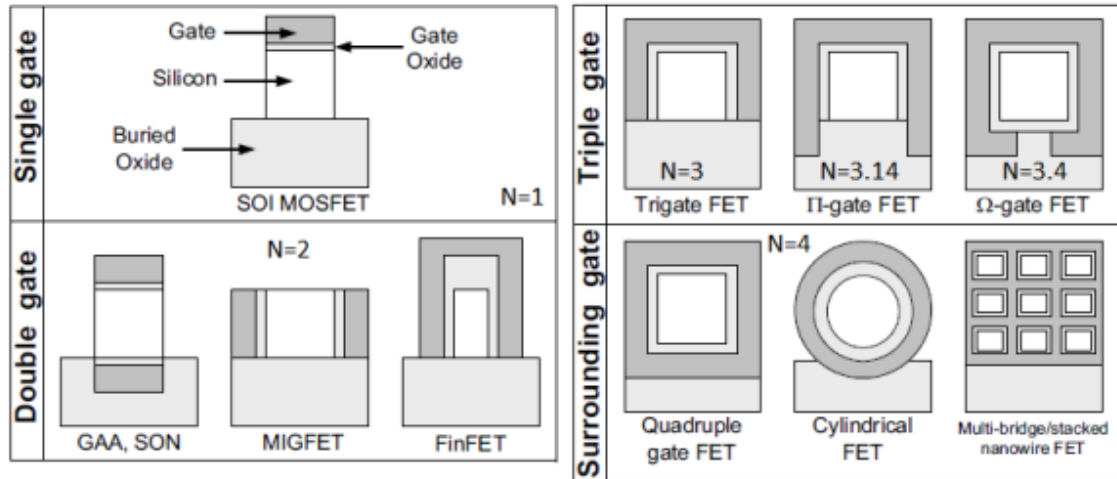 Single gate
Gate
Gate
Oxide
Silicon
Buried
Oxide
SOI MOSFET
N=1
Double gate
N=2
GAA, SON
MIGFET
FinFET
Triple gate
N=3
N=3.14
N=3.4
Trigate FET
Π-gate FET
Ω-gate FET
Surrounding gate
N=4
Quadruple
gate FET
Cylindrical
FET
Multi-bridge/stacked
nanowire FET